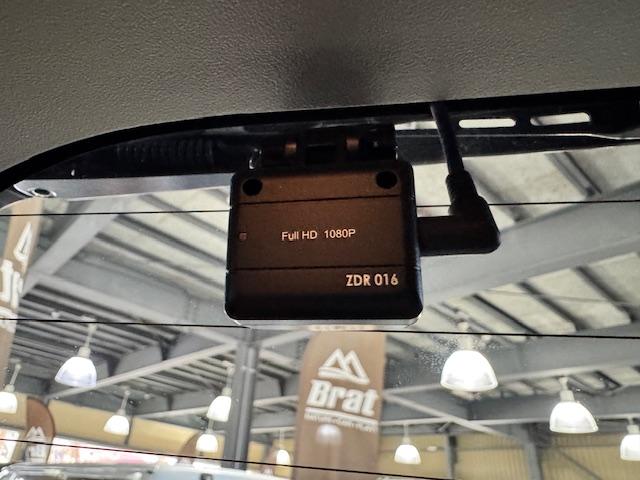 Full HD 1080P
ZDR 016
Brat